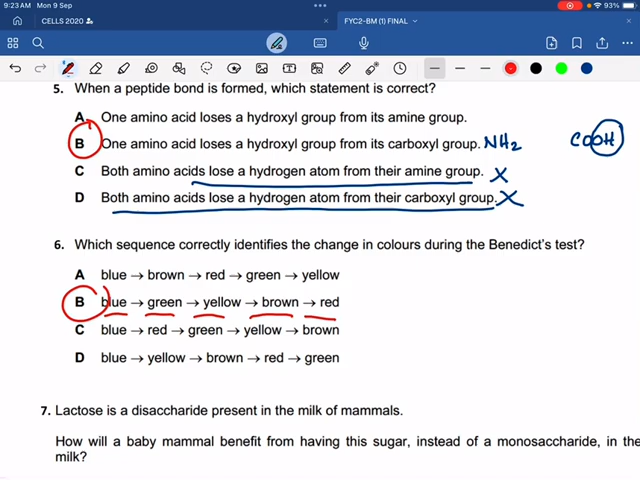 9:23 AM Mon 9 Sep
93%
CELLS 2020
FYC2-BM (1) FINAL
5. When a peptide bond is formed, which statement is correct?
A One amino acid loses a hydroxyl group from its amine group.
B One amino acid loses a hydroxyl group from its carboxyl group. NH2 COOH
C Both amino acids lose a hydrogen atom from their amine group. X
D Both amino acids lose a hydrogen atom from their carboxyl group. X
6. Which sequence correctly identifies the change in colours during the Benedict's test?
A blue → brown → red → green → yellow
B blue → green → yellow → brown → red
C blue → red → green → yellow → brown
D blue → yellow → brown → red → green
7. Lactose is a disaccharide present in the milk of mammals.
How will a baby mammal benefit from having this sugar, instead of a monosaccharide, in the
milk?